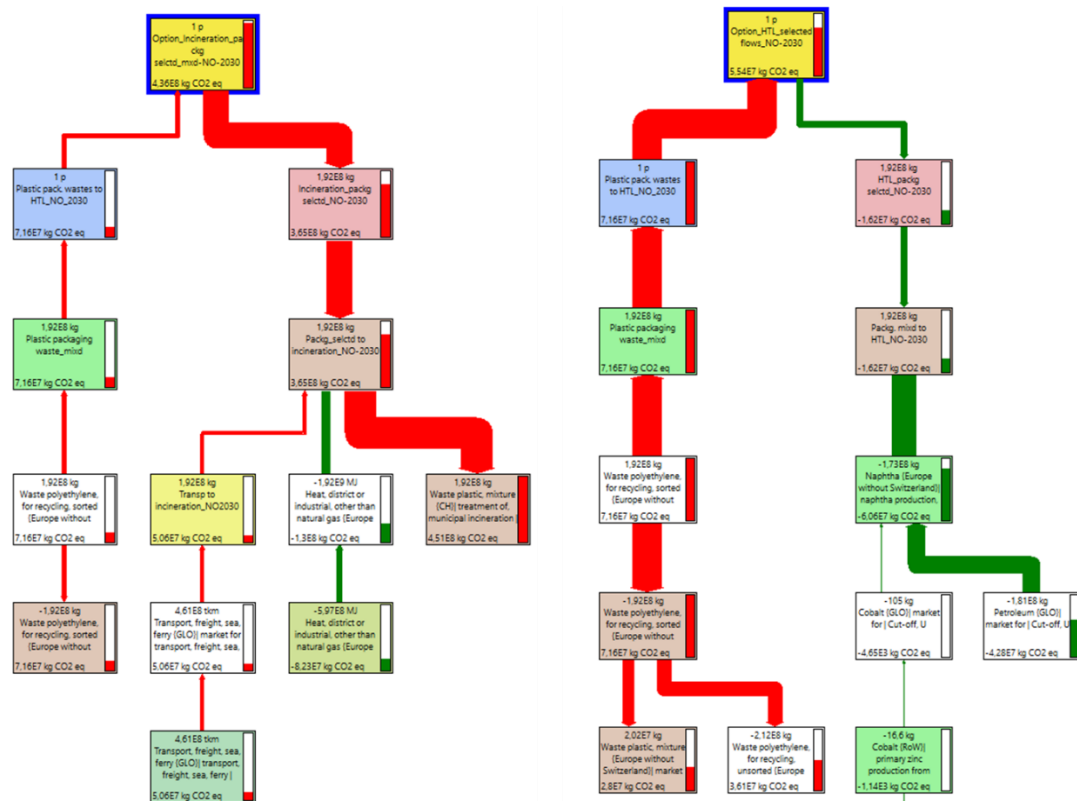 1 p
Option_Incineration_pa
ckg
selctd_mxd-NO-2030
4,36E8 kg CO2 eq
1 p
Plastic pack. wastes to
HTL_NO_2030
7,16E7 kg CO2 eq
1,92E8 kg
Incineration_packg
selctd_NO-2030
3,65E8 kg CO2 eq
1,92E8 kg
Plastic packaging
waste_mixd
7,16E7 kg CO2 eq
1,92E8 kg
Packg_selctd to
incineration_NO-2030
3,65E8 kg CO2 eq
1,92E8 kg
Waste polyethylene,
for recycling, sorted
{Europe without
7,16E7 kg CO2 eq
1,92E8 kg
Transp to
incineration_NO2030
5,06E7 kg CO2 eq
-1,92E9 MJ
Heat, district or
industrial, other than
natural gas {Europe
-1,3E8 kg CO2 eq
1,92E8 kg
Waste plastic, mixture
{CH}| treatment of,
municipal incineration |
4,51E8 kg CO2 eq
-1,92E8 kg
Waste polyethylene,
for recycling, sorted
{Europe without
7,16E7 kg CO2 eq
4,61E8 tkm
Transport, freight, sea,
ferry {GLO}| market for
transport, freight, sea,
5,06E7 kg CO2 eq
-5,97E8 MJ
Heat, district or
industrial, other than
natural gas {Europe
-8,23E7 kg CO2 eq
4,61E8 tkm
Transport, freight, sea,
ferry {GLO}| transport,
freight, sea, ferry |
5,06E7 kg CO2 eq
1 p
Option_HTL_selected
flows_NO-2030
5,54E7 kg CO2 eq
1 p
Plastic pack. wastes
to HTL_NO_2030
7,16E7 kg CO2 eq
1,92E8 kg
HTL_packg
selctd_NO-2030
-1,62E7 kg CO2 eq
1,92E8 kg
Plastic packaging
waste_mixd
7,16E7 kg CO2 eq
1,92E8 kg
Packg. mixd to
HTL_NO-2030
-1,62E7 kg CO2 eq
1,92E8 kg
Waste polyethylene,
for recycling, sorted
{Europe without
7,16E7 kg CO2 eq
-1,73E8 kg
Naphtha {Europe
without Switzerland}|
naphtha production,
-6,06E7 kg CO2 eq
-1,92E8 kg
Waste polyethylene,
for recycling, sorted
{Europe without
7,16E7 kg CO2 eq
-105 kg
Cobalt {GLO}| market
for | Cut-off, U
-4,65E3 kg CO2 eq
-1,81E8 kg
Petroleum {GLO}|
market for | Cut-off, U
-4,28E7 kg CO2 eq
2,02E7 kg
Waste plastic, mixture
{Europe without
Switzerland}| market
2,8E7 kg CO2 eq
-2,12E8 kg
Waste polyethylene,
for recycling,
unsorted {Europe
3,61E7 kg CO2 eq
-16,6 kg
Cobalt {RoW}|
primary zinc
production from
-1,14E3 kg CO2 eq